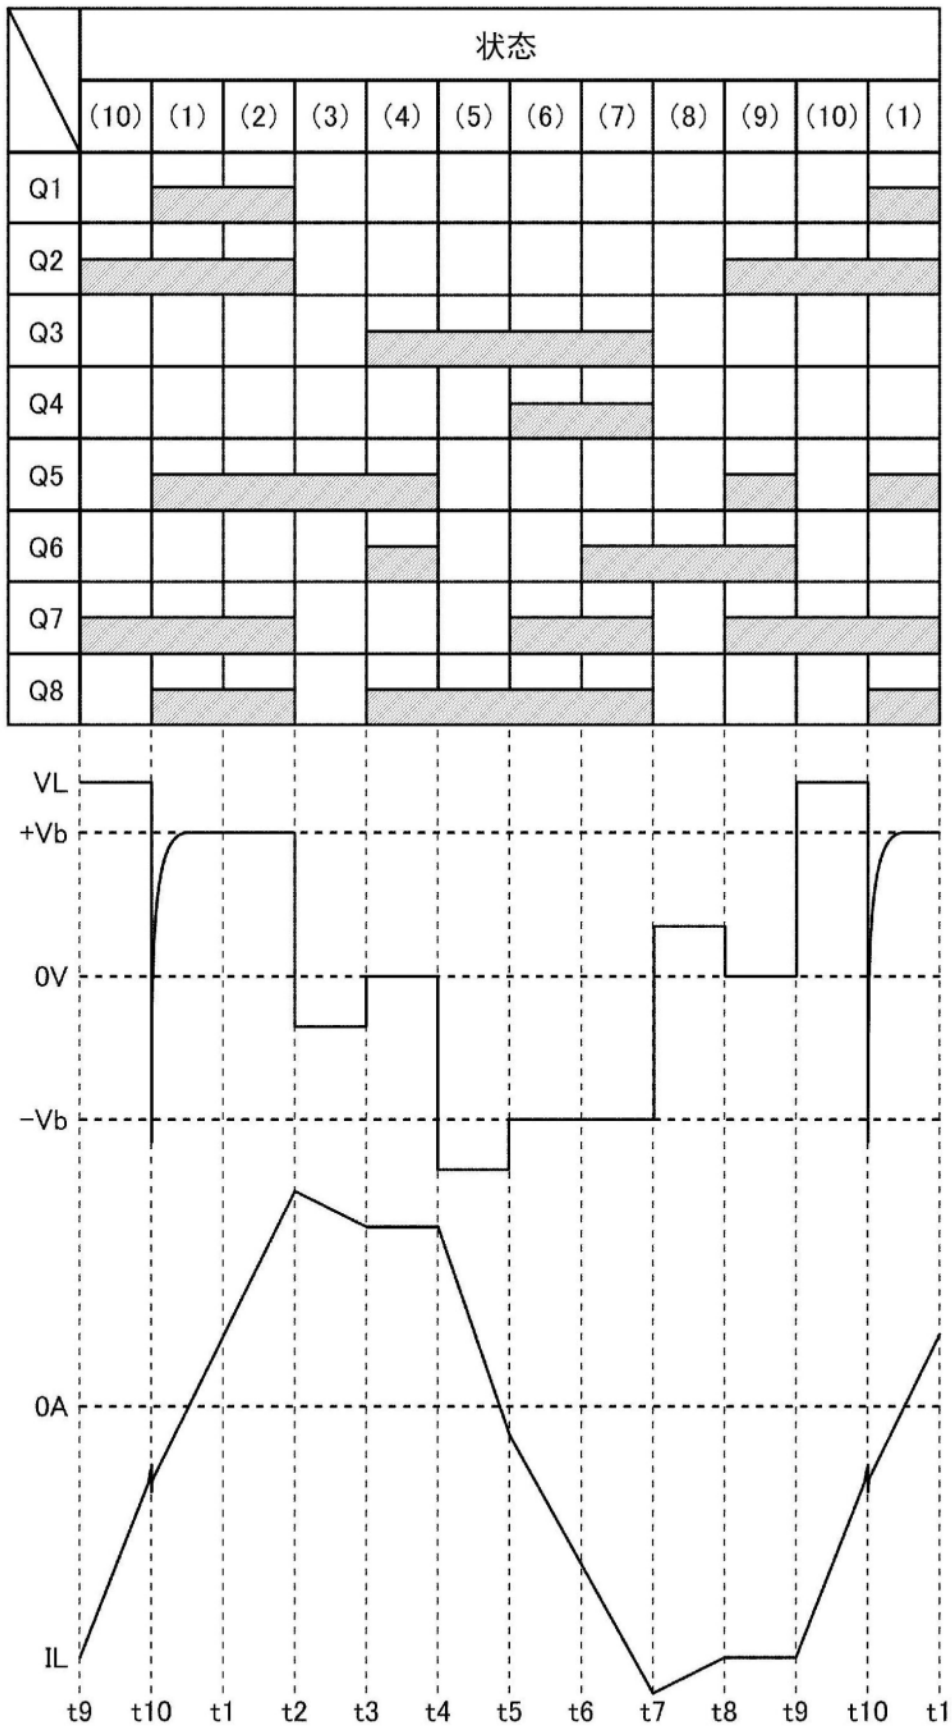 状态
(10) (1) (2) (3) (4) (5) (6) (7) (8) (9) (10) (1)
Q1
Q2
Q3
Q4
Q5
Q6
Q7
Q8
VL
+Vb
0V
-Vb
0A
IL
t9 t10 t1 t2 t3 t4 t5 t6 t7 t8 t9 t10 t1